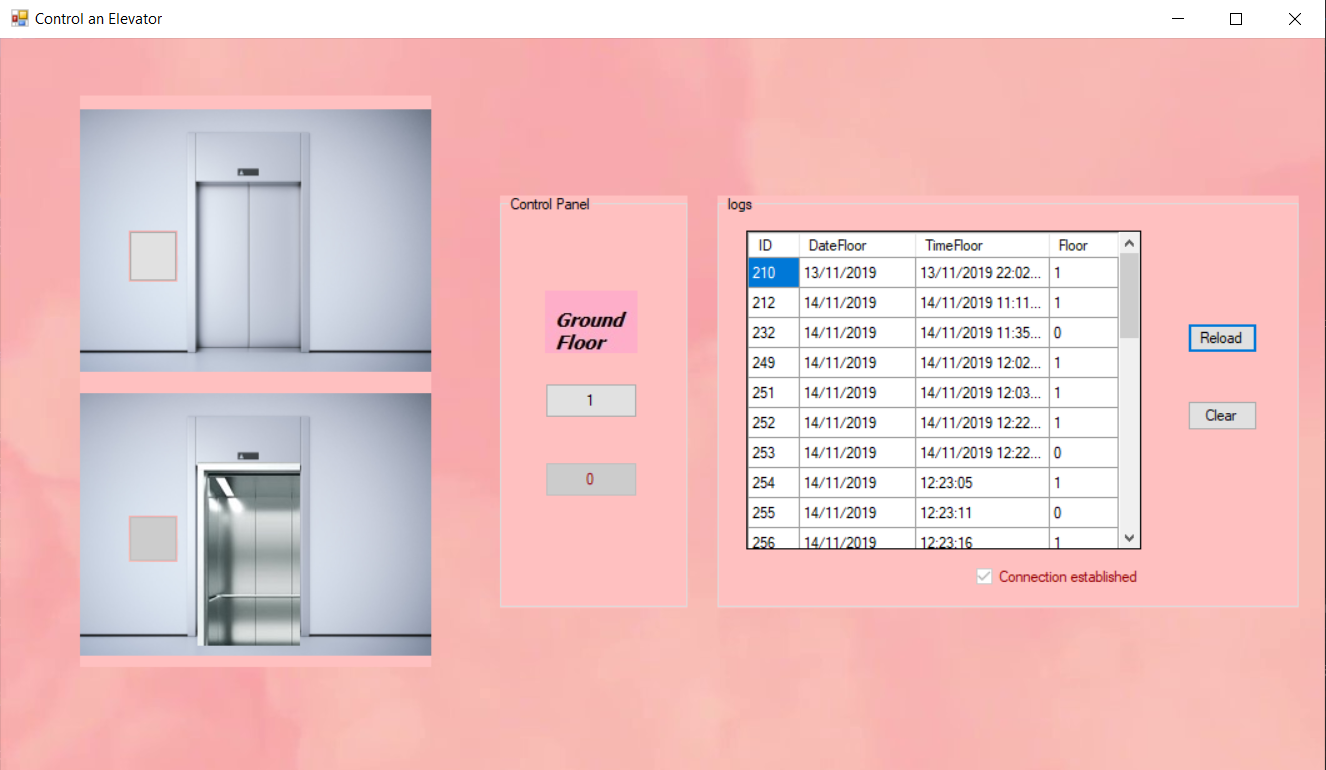 Control an Elevator
Control Panel
Ground
Floor
1
0
logs
ID DateFloor TimeFloor Floor
210 13/11/2019 13/11/2019 22:02... 1
212 14/11/2019 14/11/2019 11:11... 1
232 14/11/2019 14/11/2019 11:35... 0
249 14/11/2019 14/11/2019 12:02... 1
251 14/11/2019 14/11/2019 12:03... 1
252 14/11/2019 14/11/2019 12:22... 1
253 14/11/2019 14/11/2019 12:22... 0
254 14/11/2019 12:23:05 1
255 14/11/2019 12:23:11 0
256 14/11/2019 12:23:16 1
Reload
Clear
Connection established